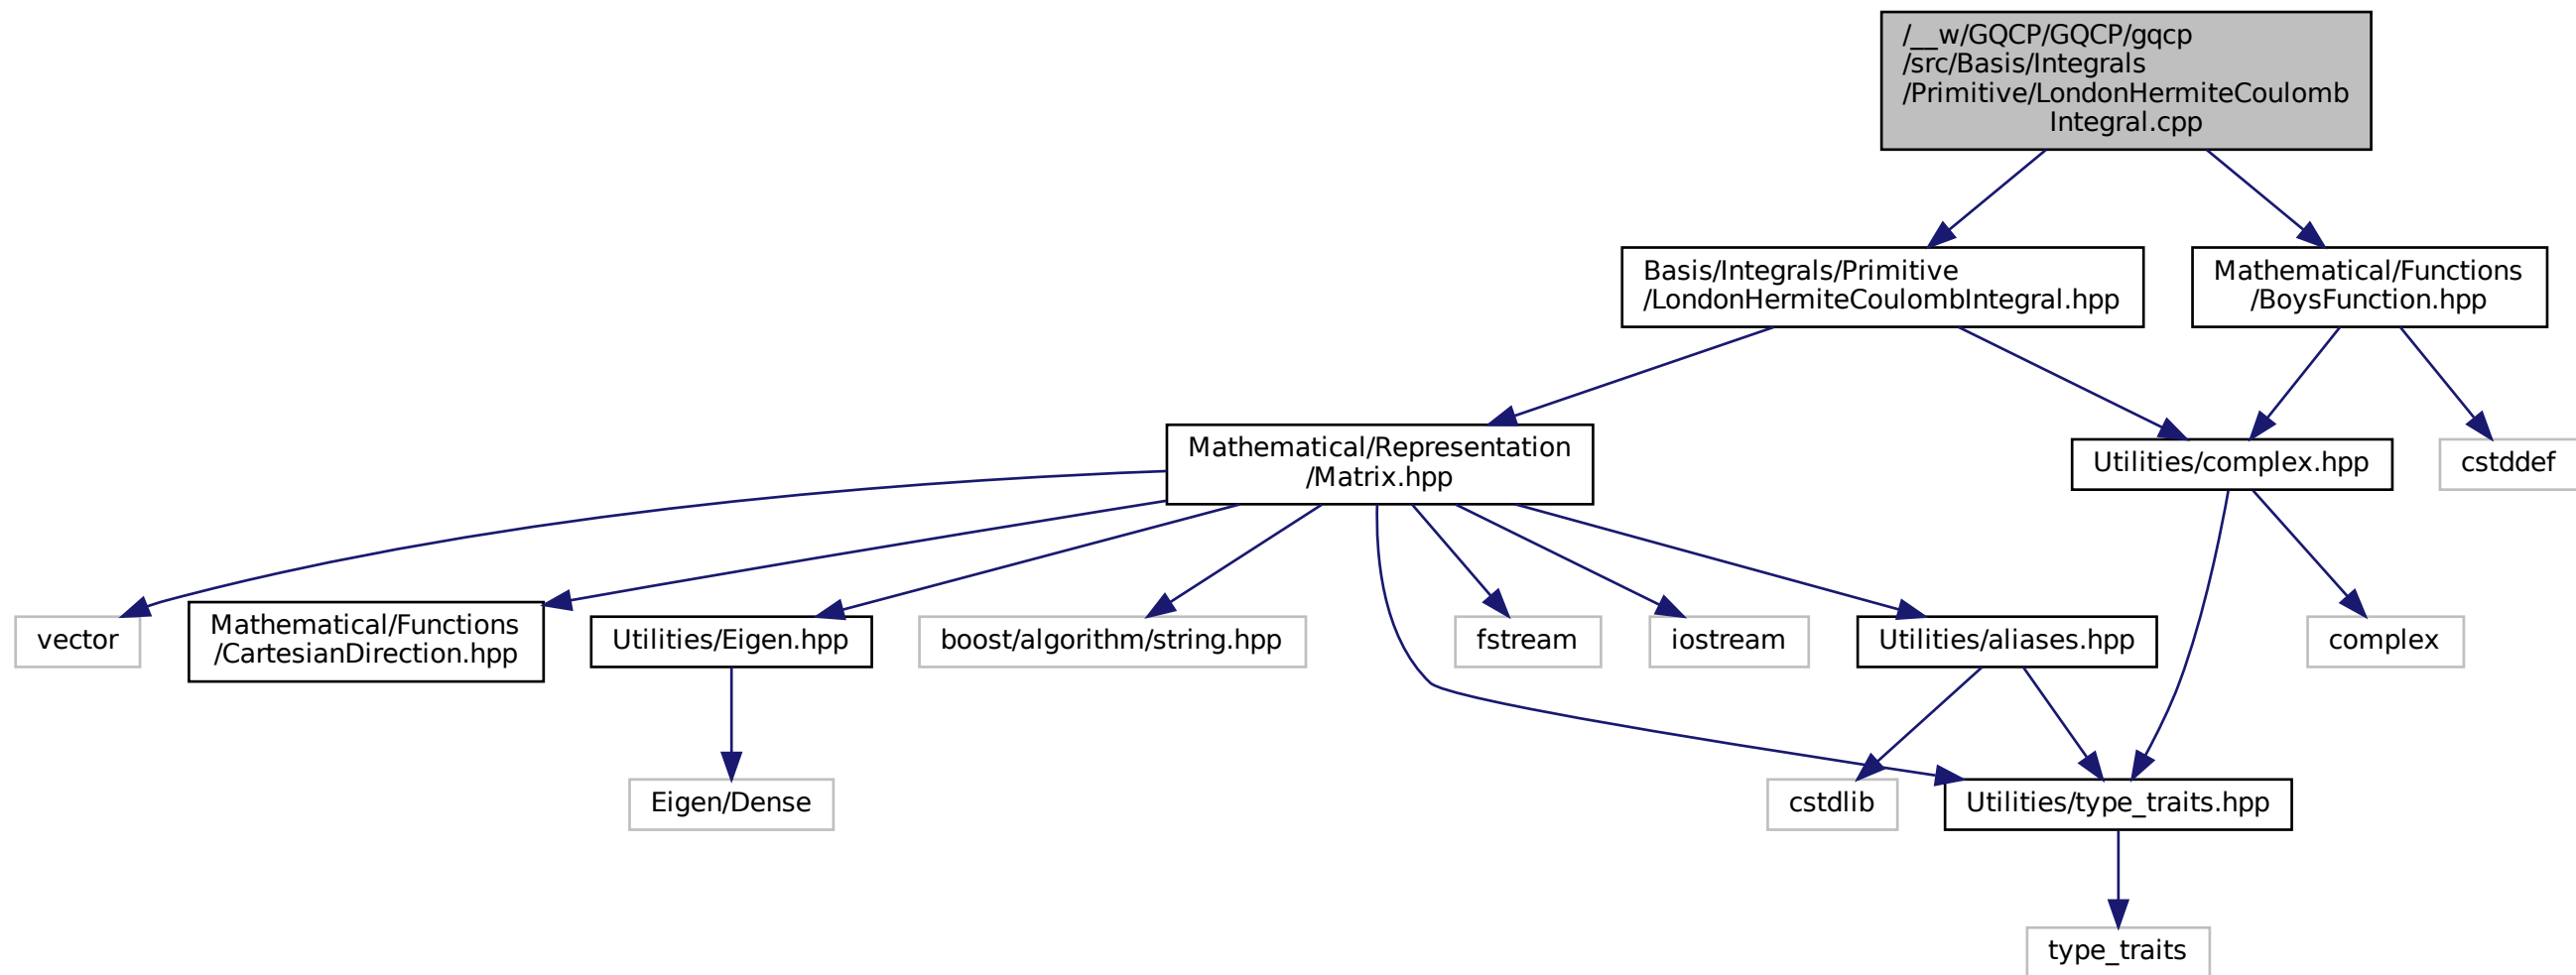 /__w/GQCP/GQCP/gqcp
/src/Basis/Integrals
/Primitive/LondonHermiteCoulomb
Integral.cpp
Basis/Integrals/Primitive
/LondonHermiteCoulombIntegral.hpp
Mathematical/Functions
/BoysFunction.hpp
Mathematical/Representation
/Matrix.hpp
Utilities/complex.hpp
cstddef
vector
Mathematical/Functions
/CartesianDirection.hpp
Utilities/Eigen.hpp
boost/algorithm/string.hpp
fstream
iostream
Utilities/aliases.hpp
complex
Eigen/Dense
cstdlib
Utilities/type_traits.hpp
type_traits